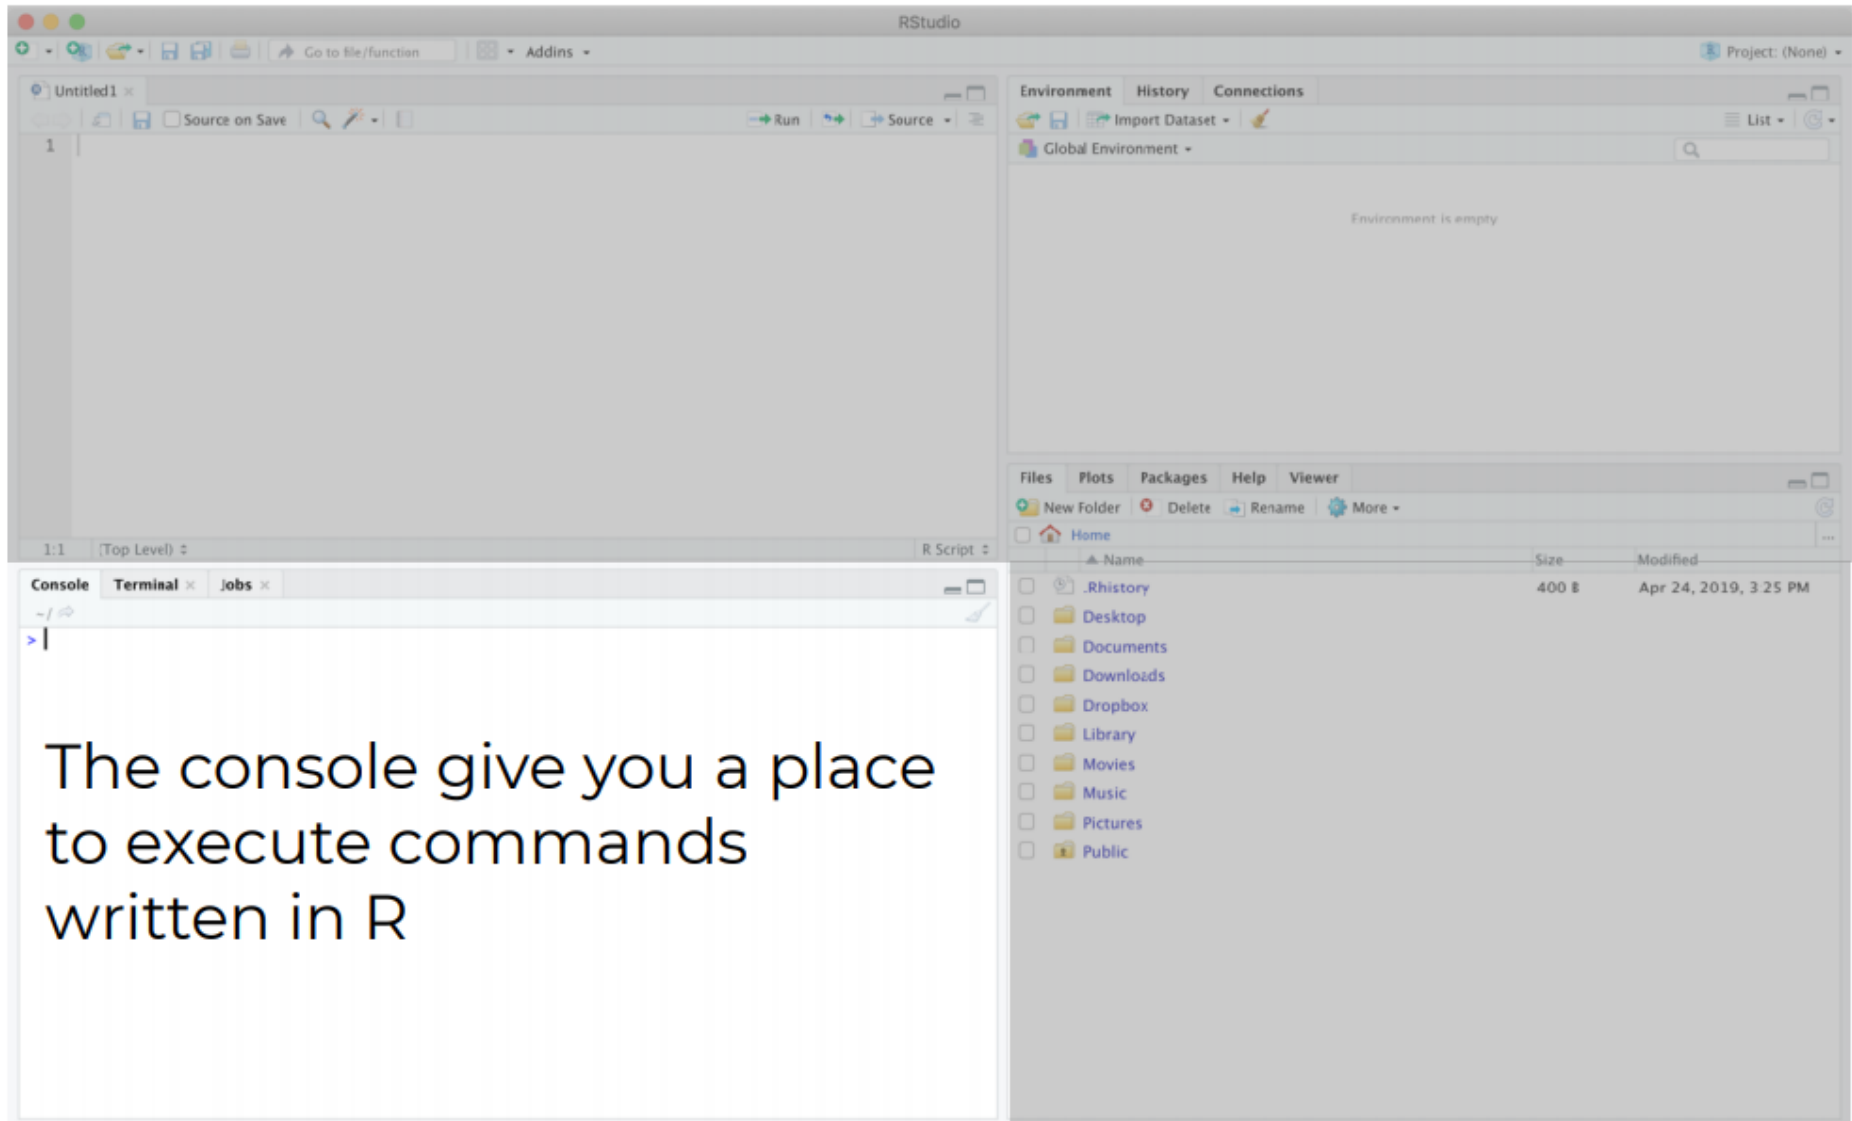 RStudio
Go to file/function Addins Project: (None)
Untitled1
Source on Save Run Source
1
1:1 (Top Level) R Script
Environment History Connections
Import Dataset List
Global Environment
Environment is empty
Files Plots Packages Help Viewer
New Folder Delete Rename More
Home ...
Name Size Modified
.Rhistory 400 B Apr 24, 2019, 3:25 PM
Desktop
Documents
Downloads
Dropbox
Library
Movies
Music
Pictures
Public
Console Terminal Jobs
~/
>
The console give you a place
to execute commands
written in R